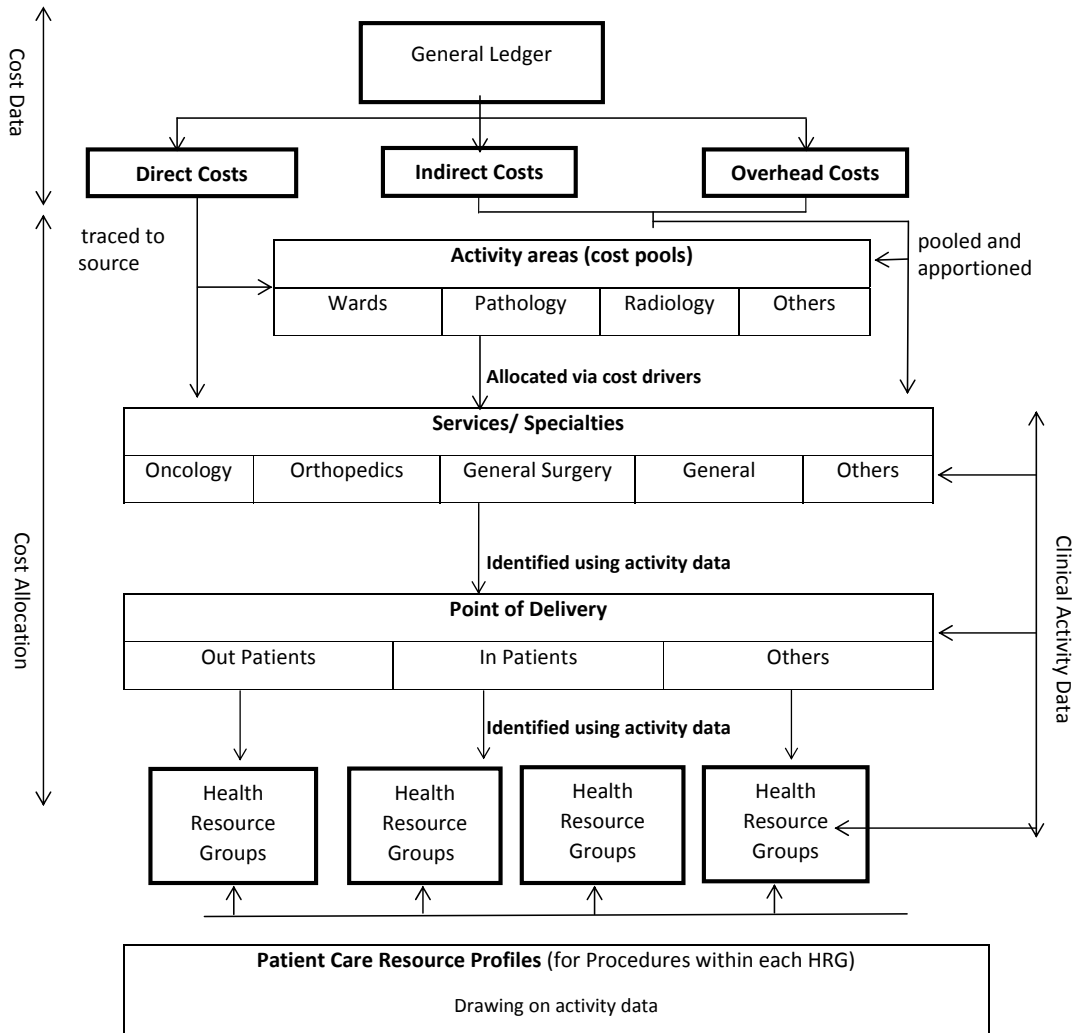 General Ledger
Cost Data
Direct Costs
Indirect Costs
Overhead Costs
traced to
source
pooled and
apportioned
Activity areas (cost pools)
Wards
Pathology
Radiology
Others
Allocated via cost drivers
Services/ Specialties
Oncology
Orthopedics
General Surgery
General
Others
Cost Allocation
Clinical Activity Data
Identified using activity data
Point of Delivery
Out Patients
In Patients
Others
Identified using activity data
Health
Resource
Groups
Health
Resource
Groups
Health
Resource
Groups
Health
Resource
Groups
Patient Care Resource Profiles (for Procedures within each HRG)
Drawing on activity data